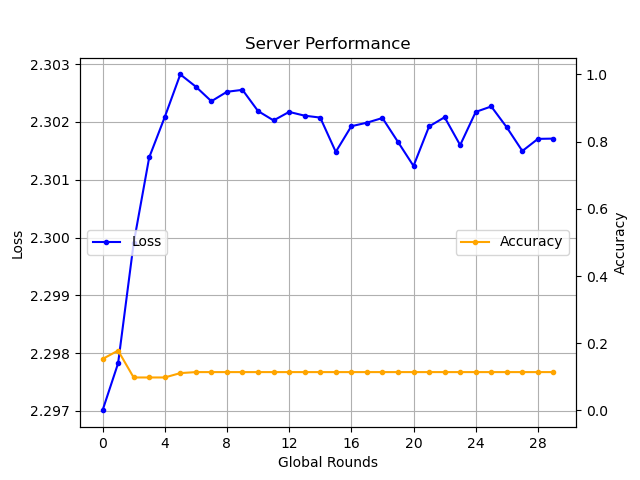 Server Performance
2.303
2.302
2.301
2.300
2.299
2.298
2.297
Loss
Loss
Accuracy
1.0
0.8
0.6
0.4
0.2
0.0
Accuracy
0 4 8 12 16 20 24 28
Global Rounds